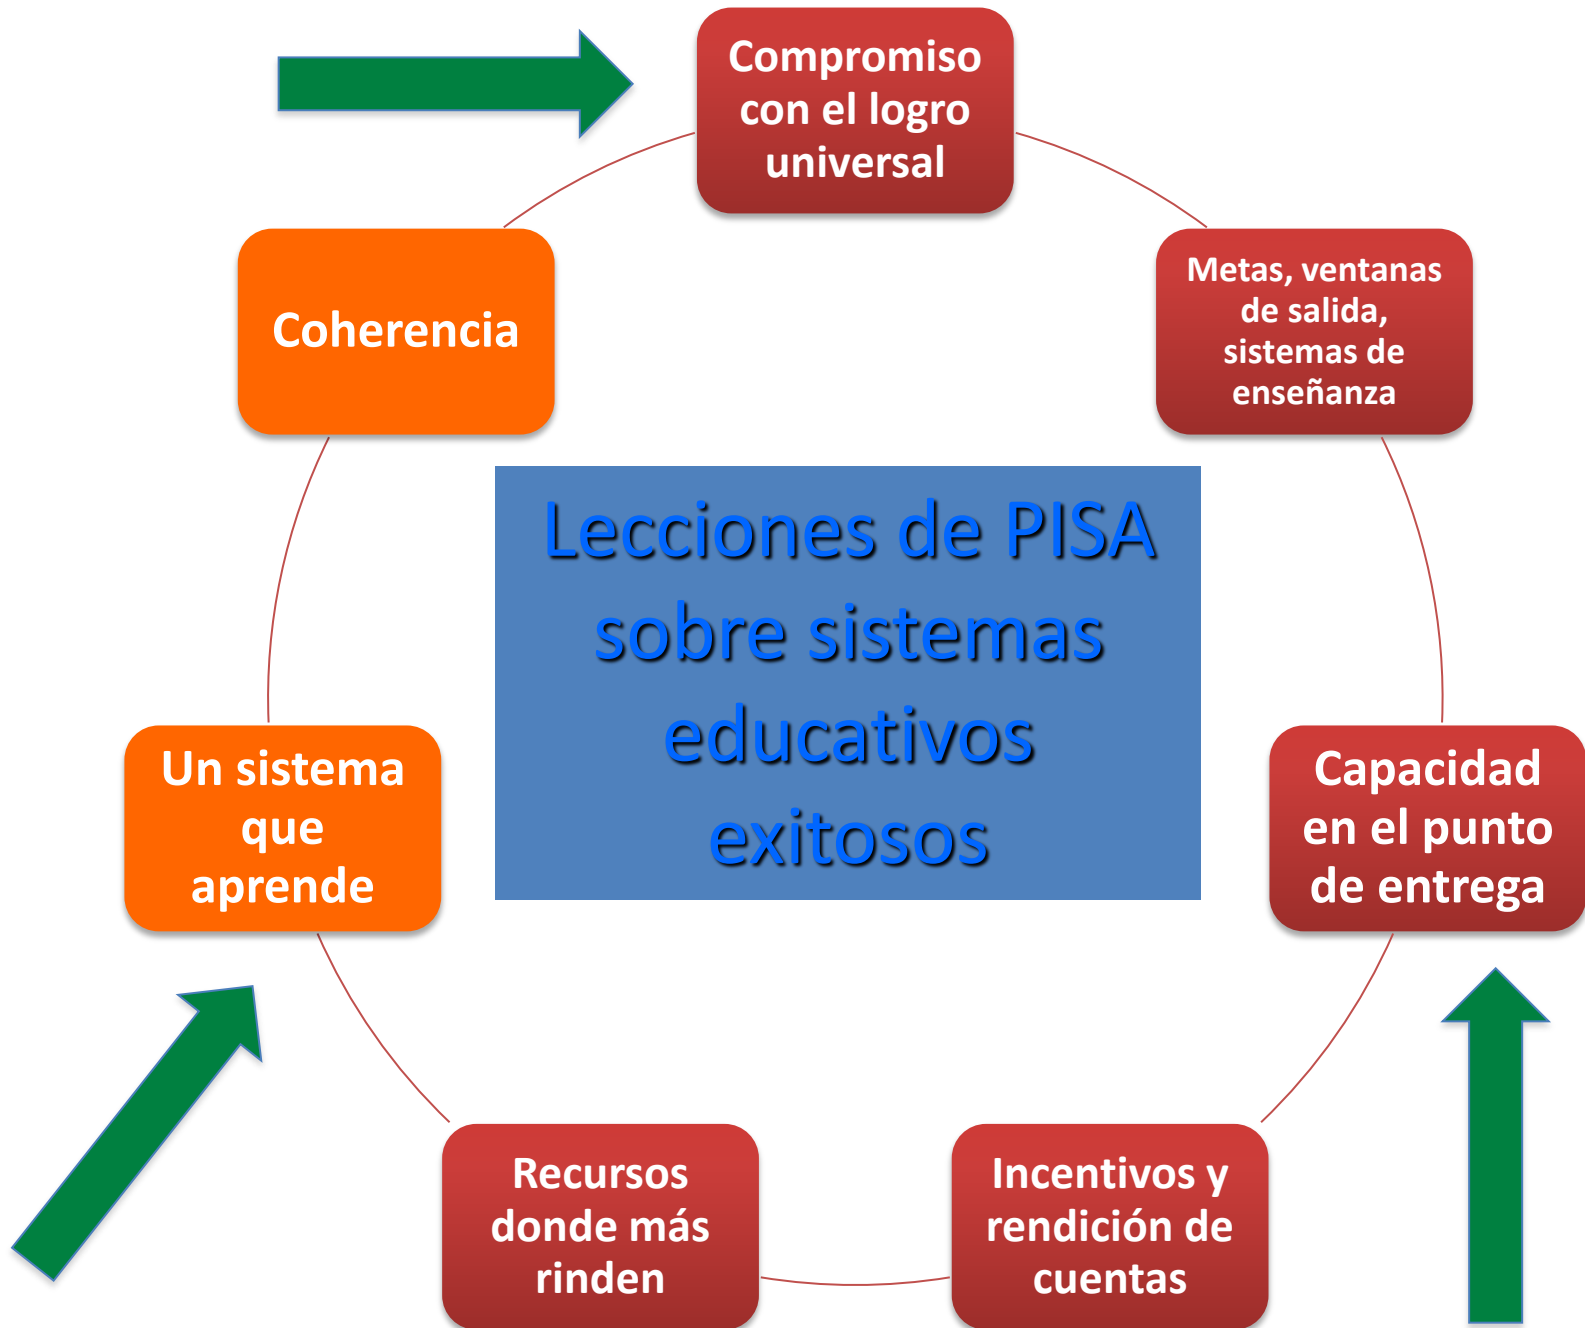 Compromiso
con el logro
universal
Metas, ventanas
de salida,
sistemas de
enseñanza
Coherencia
Lecciones de PISA
sobre sistemas
educativos
exitosos
Un sistema
que
aprende
Capacidad
en el punto
de entrega
Recursos
donde más
rinden
Incentivos y
rendición de
cuentas